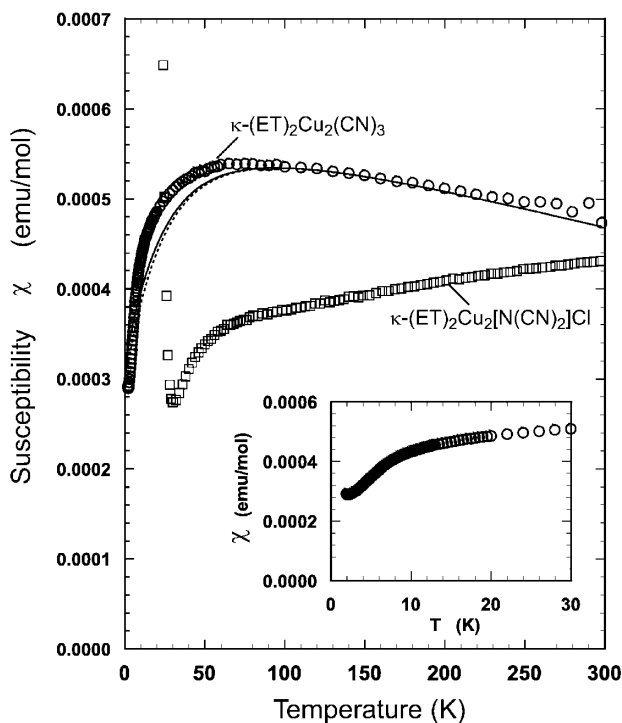 0.0007
0.0006
0.0005
0.0004
0.0003
0.0002
0.0001
0.0000
Susceptibility χ (emu/mol)
κ-(ET)₂Cu₂(CN)₃
κ-(ET)₂Cu₂[N(CN)₂]Cl
0.0006
0.0004
0.0002
0.0000
χ (emu/mol)
0 10 20 30
T (K)
0 50 100 150 200 250 300
Temperature (K)